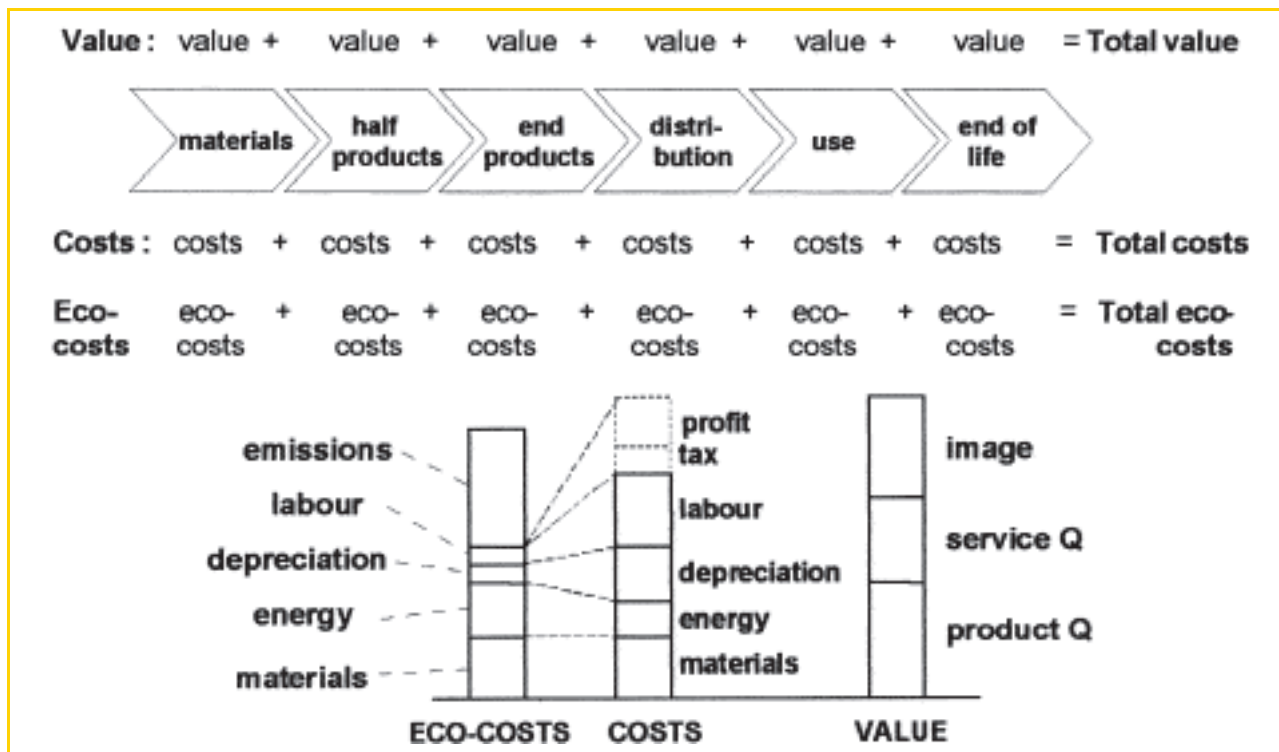 Value : value + value + value + value + value + value = Total value
materials
half products
end products
distri-
bution
use
end of life
Costs : costs + costs + costs + costs + costs + costs = Total costs
Eco- eco- + eco- + eco- + eco- + eco- + eco- = Total eco-
costs costs costs costs costs costs costs costs
emissions
labour
depreciation
energy
materials
profit
tax
labour
depreciation
energy
materials
image
service Q
product Q
ECO-COSTS COSTS VALUE